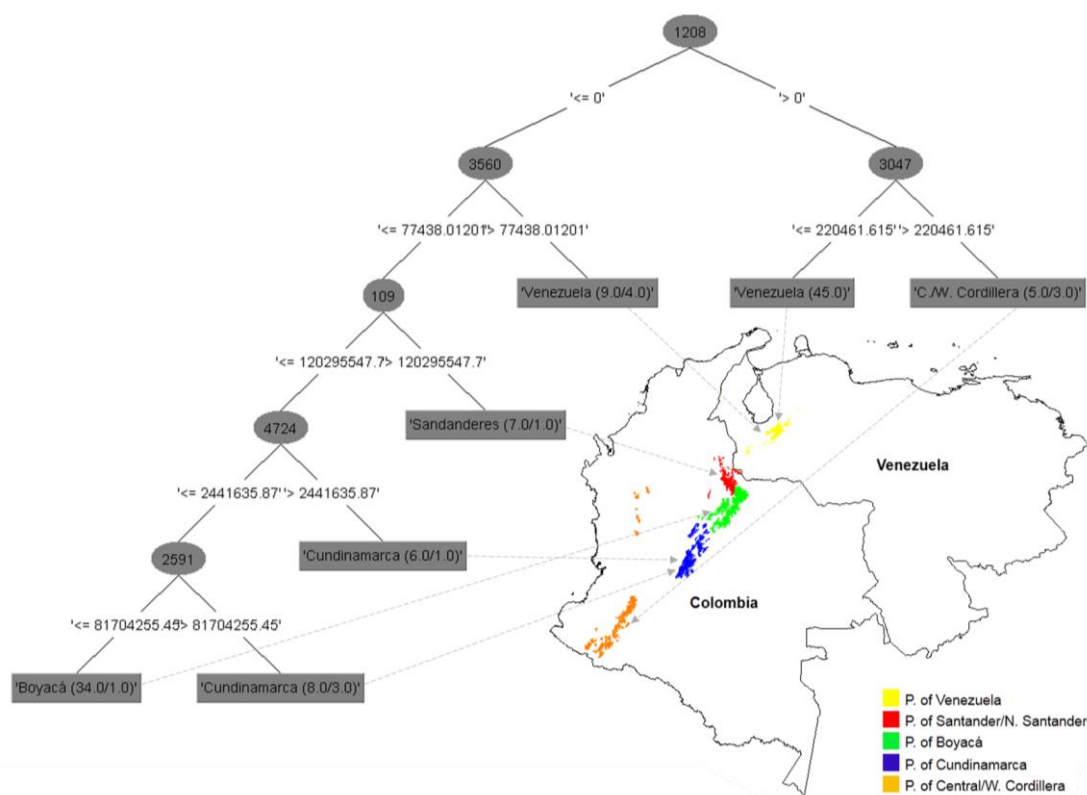 1208
'<= 0' '> 0'
3560 3047
'<= 77438.01201'> 77438.01201' '<= 220461.615' '> 220461.615'
109 'Venezuela (9.0/4.0)' 'Venezuela (45.0)' 'C./W. Cordillera (5.0/3.0)'
'<= 120295547.7'> 120295547.7'
4724 'Sandanderes (7.0/1.0)'
'<= 2441635.87' '> 2441635.87'
2591 'Cundinamarca (6.0/1.0)'
'<= 81704255.45'> 81704255.45'
'Boyacá (34.0/1.0)' 'Cundinamarca (8.0/3.0)'
Venezuela
Colombia
P. of Venezuela
P. of Santander/N. Santander
P. of Boyacá
P. of Cundinamarca
P. of Central/W. Cordillera